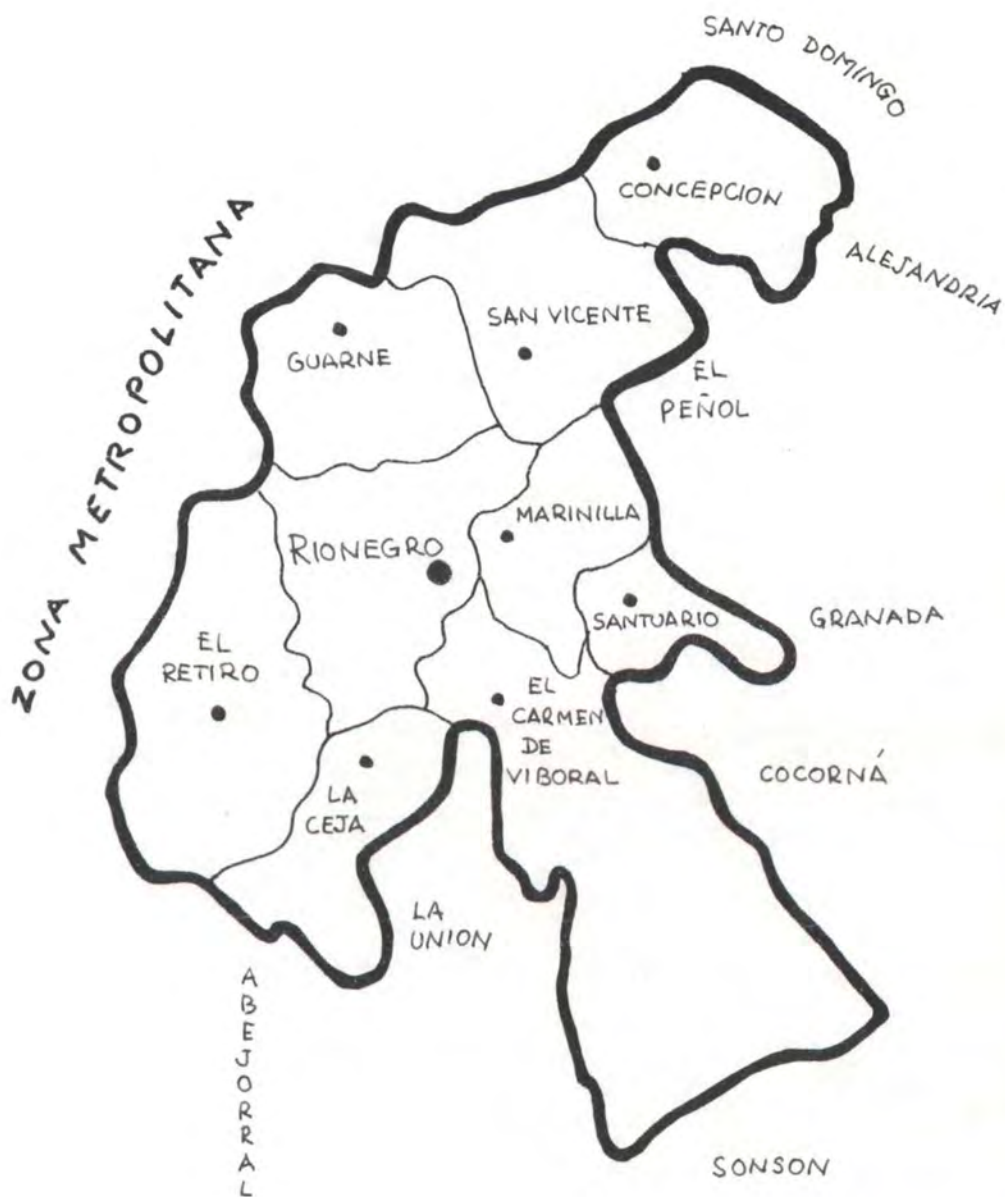 SANTO DOMINGO
CONCEPCION
ALEJANDRIA
ZONA METROPOLITANA
SAN VICENTE
GUARNE
EL
PEÑOL
MARINILLA
RIONEGRO
SANTUARIO
GRANADA
EL
RETIRO
EL
CARMEN
DE
VIBORAL
COCORNÁ
LA
CEJA
LA
UNION
ABEJORRAL
SONSON